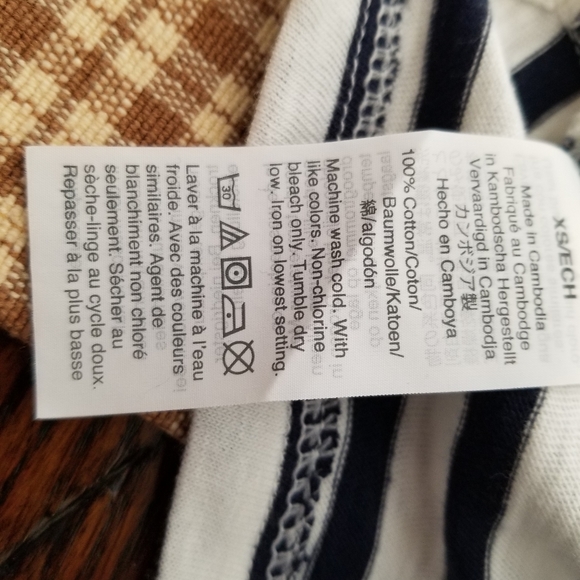 XS/ECH
Made in Cambodia
Fabriqué au Cambodge
in Kambodscha Hergestellt
Vervaardigd in Cambodia
カンボジア製
Hecho en Camboya
100% Cotton/Coton/
Baumwolle/Katoen/
綿/algodón
Machine wash cold. With
like colors. Non-chlorine
bleach only. Tumble dry
low. Iron on lowest setting.
30
Laver à la machine à l'eau
froide. Avec des couleurs
similaires. Agent de
blanchiment non chloré
seulement. Sécher au
sèche-linge au cycle doux.
Repasser à la plus basse